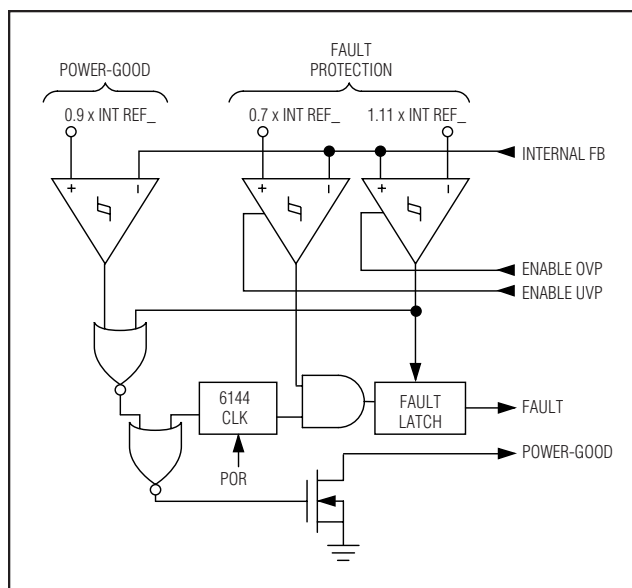 POWER-GOOD
FAULT
PROTECTION
0.9 x INT REF_
0.7 x INT REF_
1.11 x INT REF_
INTERNAL FB
+
−
+
−
+
−
ENABLE OVP
ENABLE UVP
6144
CLK
FAULT
LATCH
FAULT
POWER-GOOD
POR